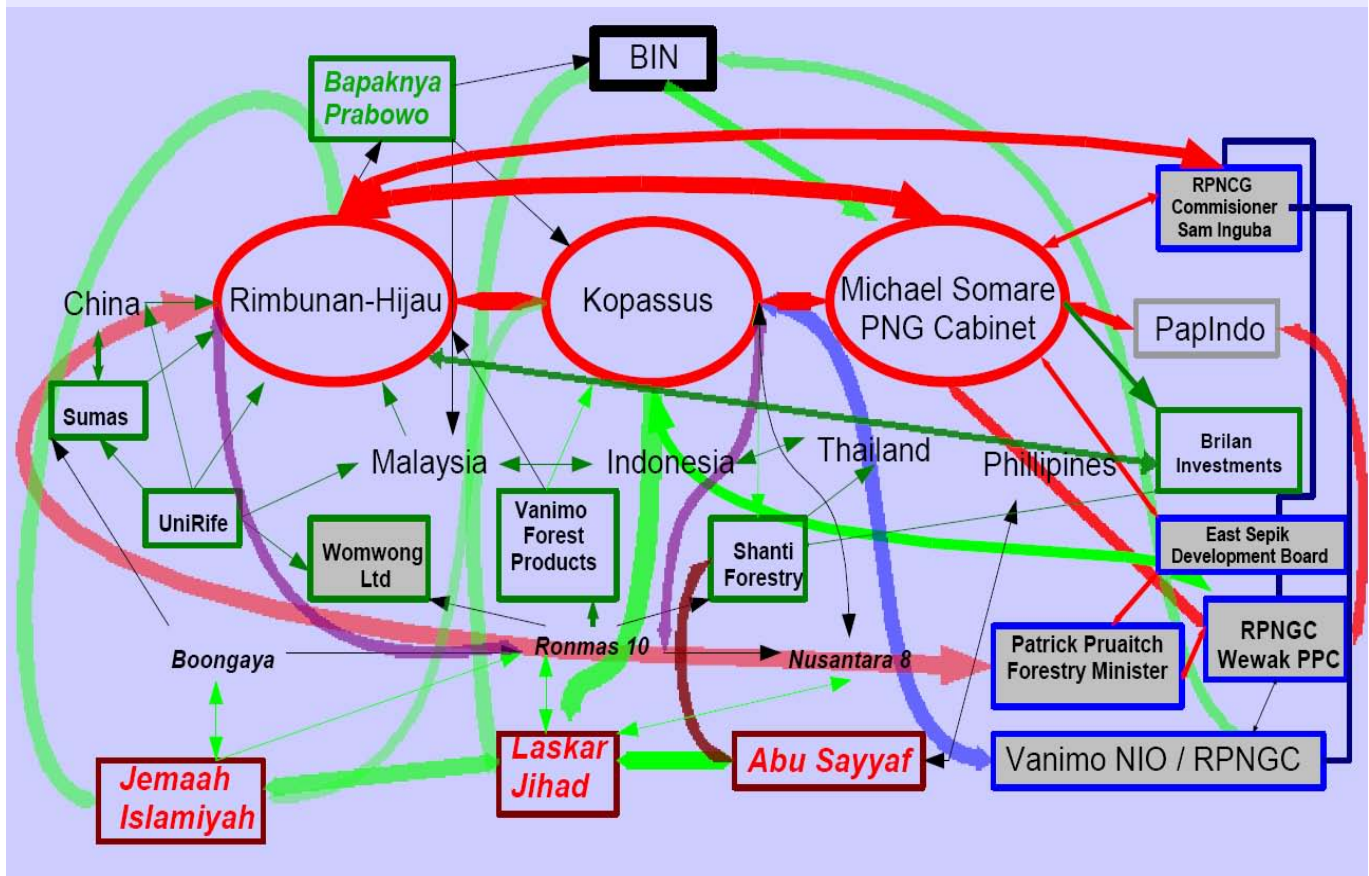 BIN
Bapaknya
Prabowo
RPNCG
Commisioner
Sam Inguba
China
Rimbunan-Hijau
Kopassus
Michael Somare
PNG Cabinet
PapIndo
Sumas
Malaysia
Indonesia
Thailand
Phillipines
Brilan
Investments
UniRife
Womwong
Ltd
Vanimo
Forest
Products
Shanti
Forestry
East Sepik
Development Board
Boongaya
Ronmas 10
Nusantara 8
Patrick Pruaitch
Forestry Minister
RPNGC
Wewak PPC
Jemaah
Islamiyah
Laskar
Jihad
Abu Sayyaf
Vanimo NIO / RPNGC